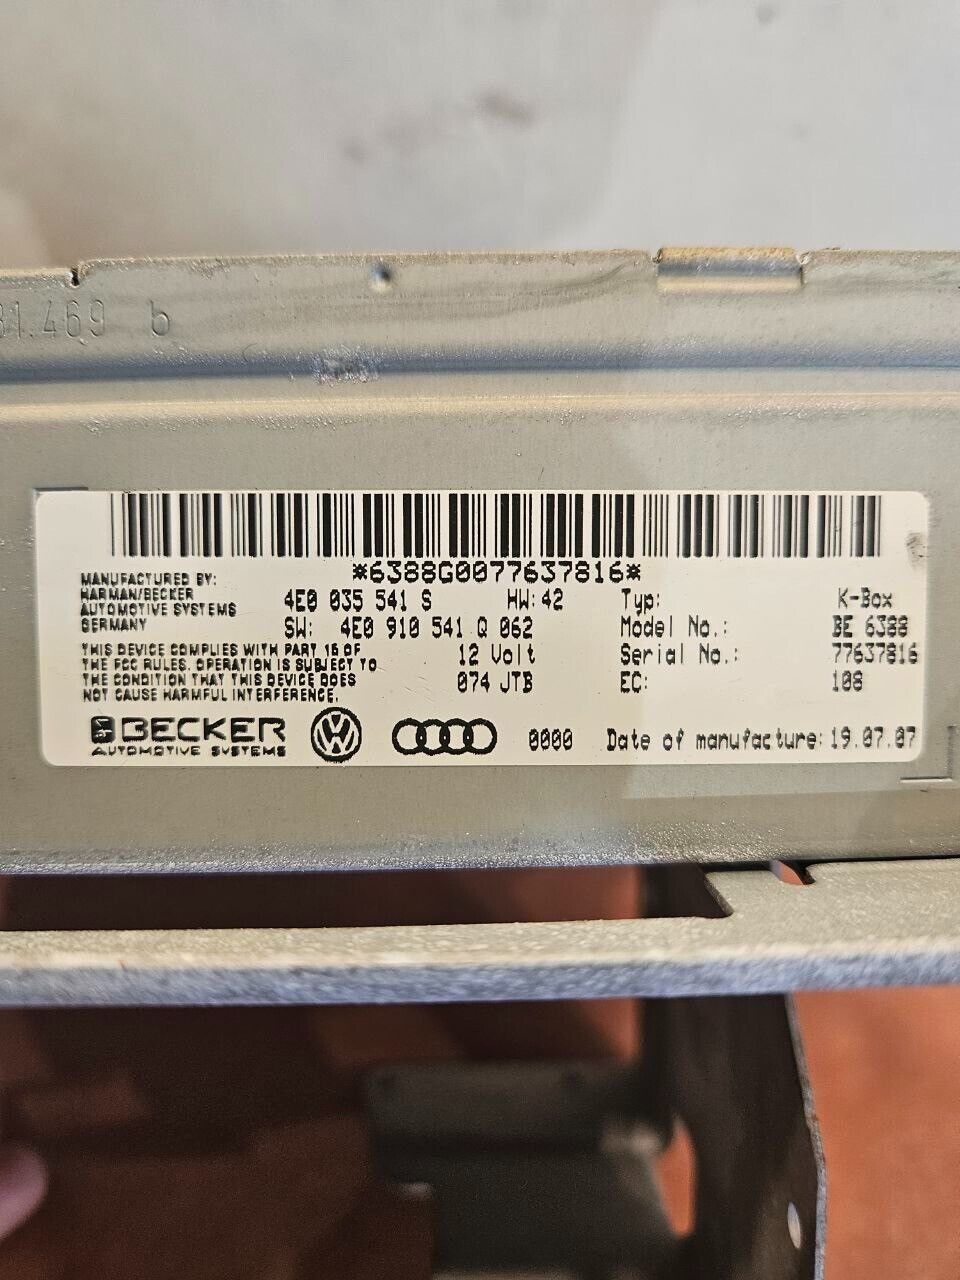 31.469 b
*6388G0077637816*
MANUFACTURED BY:
HARMAN/BECKER
AUTOMOTIVE SYSTEMS
GERMANY
4E0 035 541 S HW: 42
SW: 4E0 910 541 Q 062
12 Volt
074 JTB
Typ: K-Box
Model No.: BE 6388
Serial No.: 77637816
EC: 108
THIS DEVICE COMPLIES WITH PART 15 OF
THE FCC RULES. OPERATION IS SUBJECT TO
THE CONDITION THAT THIS DEVICE DOES
NOT CAUSE HARMFUL INTERFERENCE.
BECKER
AUTOMOTIVE SYSTEMS
0000 Date of manufacture: 19.07.07